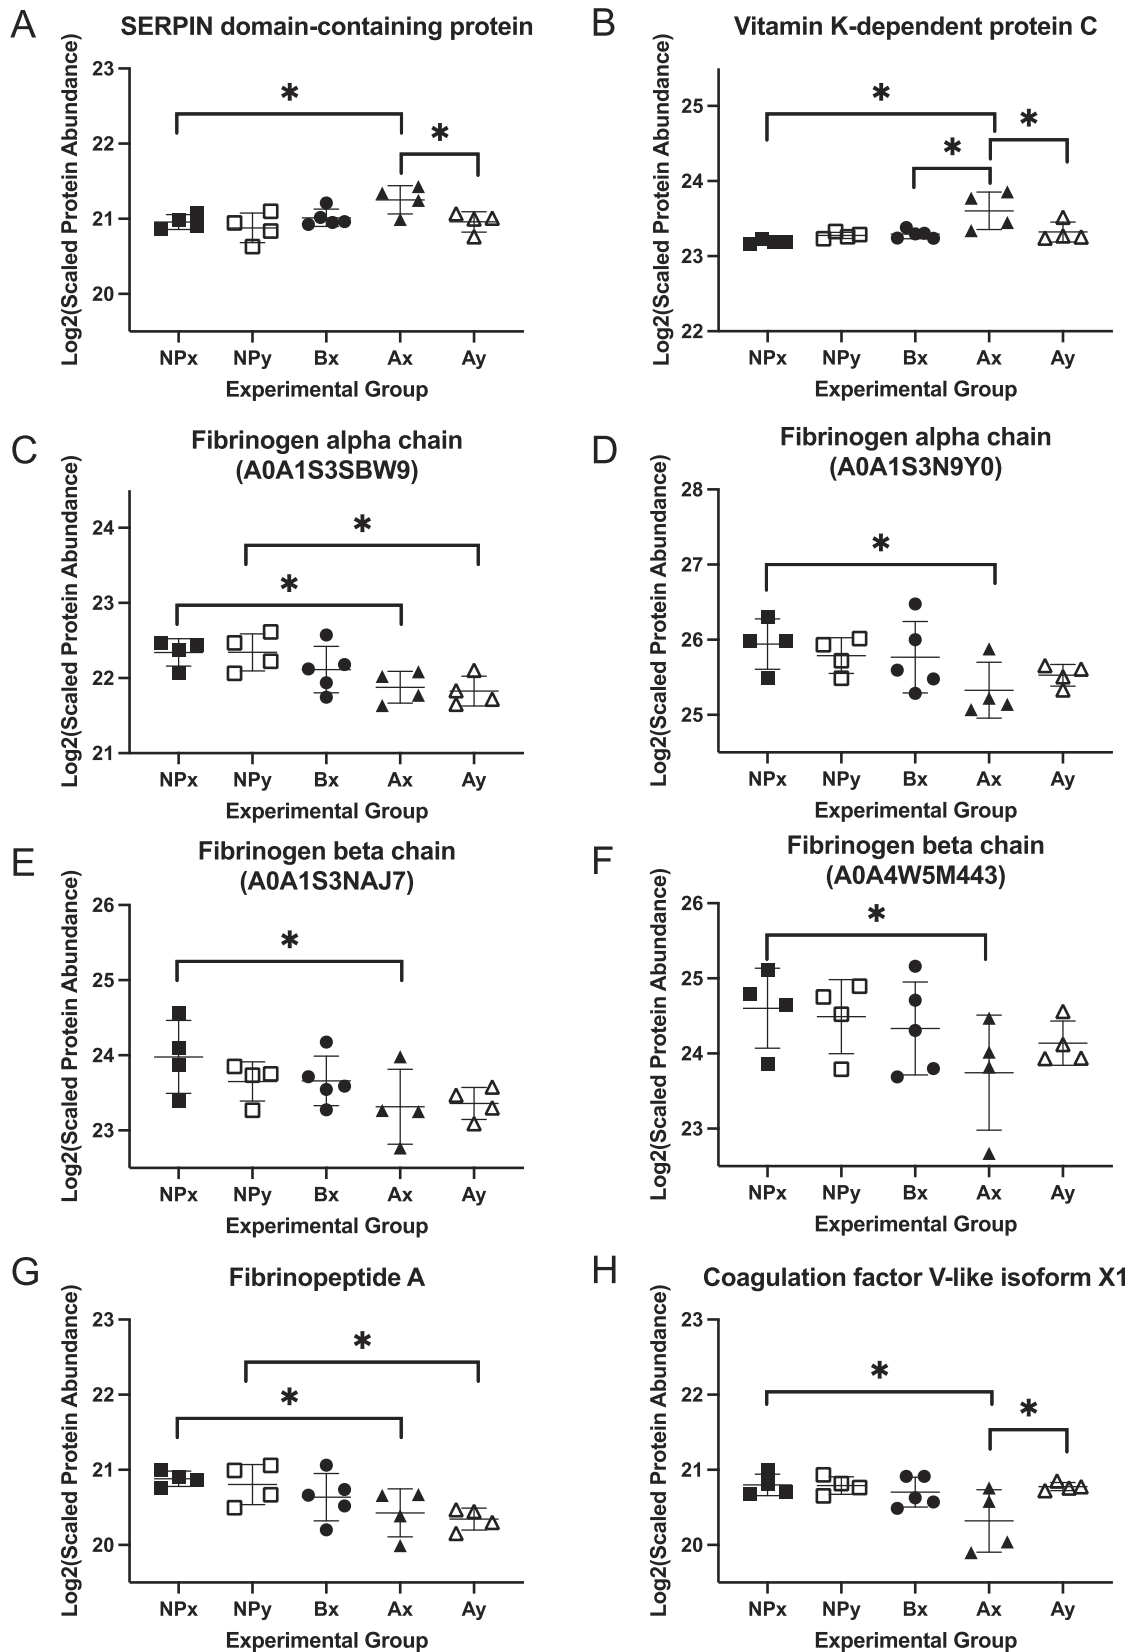 A
SERPIN domain-containing protein
Log2(Scaled Protein Abundance)
23
22
21
20
*
*
NPx NPy Bx Ax Ay
Experimental Group
B
Vitamin K-dependent protein C
Log2(Scaled Protein Abundance)
25
24
23
22
*
*
*
NPx NPy Bx Ax Ay
Experimental Group
C
Fibrinogen alpha chain
(A0A1S3SBW9)
Log2(Scaled Protein Abundance)
24
23
22
21
*
*
NPx NPy Bx Ax Ay
Experimental Group
D
Fibrinogen alpha chain
(A0A1S3N9Y0)
Log2(Scaled Protein Abundance)
28
27
26
25
*
NPx NPy Bx Ax Ay
Experimental Group
E
Fibrinogen beta chain
(A0A1S3NAJ7)
Log2(Scaled Protein Abundance)
26
25
24
23
*
NPx NPy Bx Ax Ay
Experimental Group
F
Fibrinogen beta chain
(A0A4W5M443)
Log2(Scaled Protein Abundance)
26
25
24
23
*
NPx NPy Bx Ax Ay
Experimental Group
G
Fibrinopeptide A
Log2(Scaled Protein Abundance)
23
22
21
20
*
*
NPx NPy Bx Ax Ay
Experimental Group
H
Coagulation factor V-like isoform X1
Log2(Scaled Protein Abundance)
23
22
21
20
*
*
NPx NPy Bx Ax Ay
Experimental Group